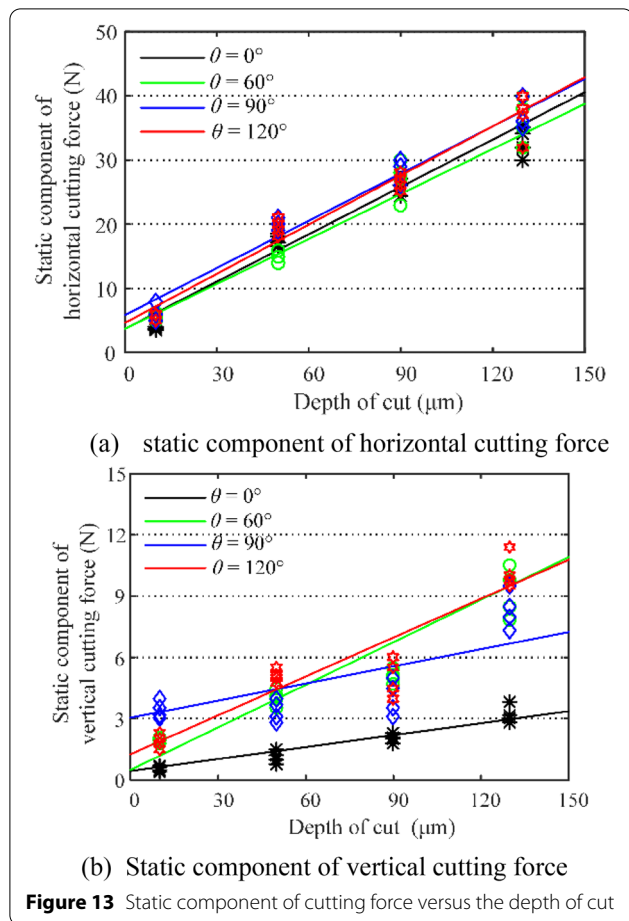 50
40
30
20
10
0
Static component of
horizontal cutting force (N)
θ = 0°
θ = 60°
θ = 90°
θ = 120°
0 30 60 90 120 150
Depth of cut (μm)
(a) static component of horizontal cutting force
15
12
9
6
3
0
Static component of
vertical cutting force (N)
θ = 0°
θ = 60°
θ = 90°
θ = 120°
0 30 60 90 120 150
Depth of cut (μm)
(b) Static component of vertical cutting force
Figure 13 Static component of cutting force versus the depth of cut